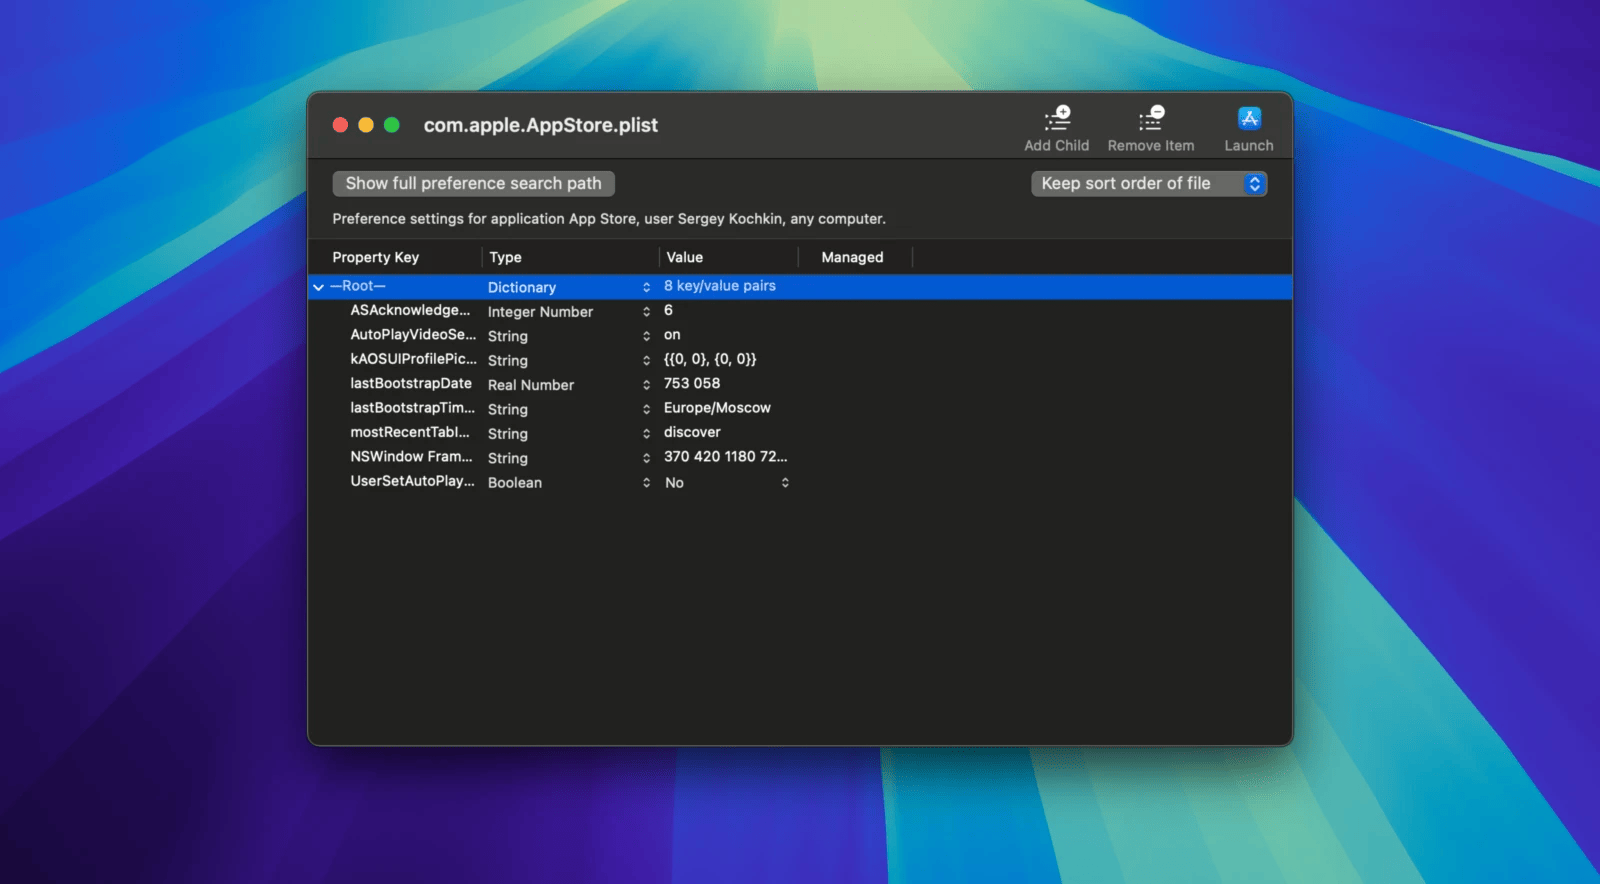 com.apple.AppStore.plist
Add Child Remove Item Launch
Show full preference search path Keep sort order of file
Preference settings for application App Store, user Sergey Kochkin, any computer.
Property Key Type Value Managed
—Root— Dictionary 8 key/value pairs
ASAcknowledge... Integer Number 6
AutoPlayVideoSe... String on
kAOSUIProfilePic... String {{0, 0}, {0, 0}}
lastBootstrapDate Real Number 753 058
lastBootstrapTim... String Europe/Moscow
mostRecentTabI... String discover
NSWindow Fram... String 370 420 1180 72...
UserSetAutoPlay... Boolean No